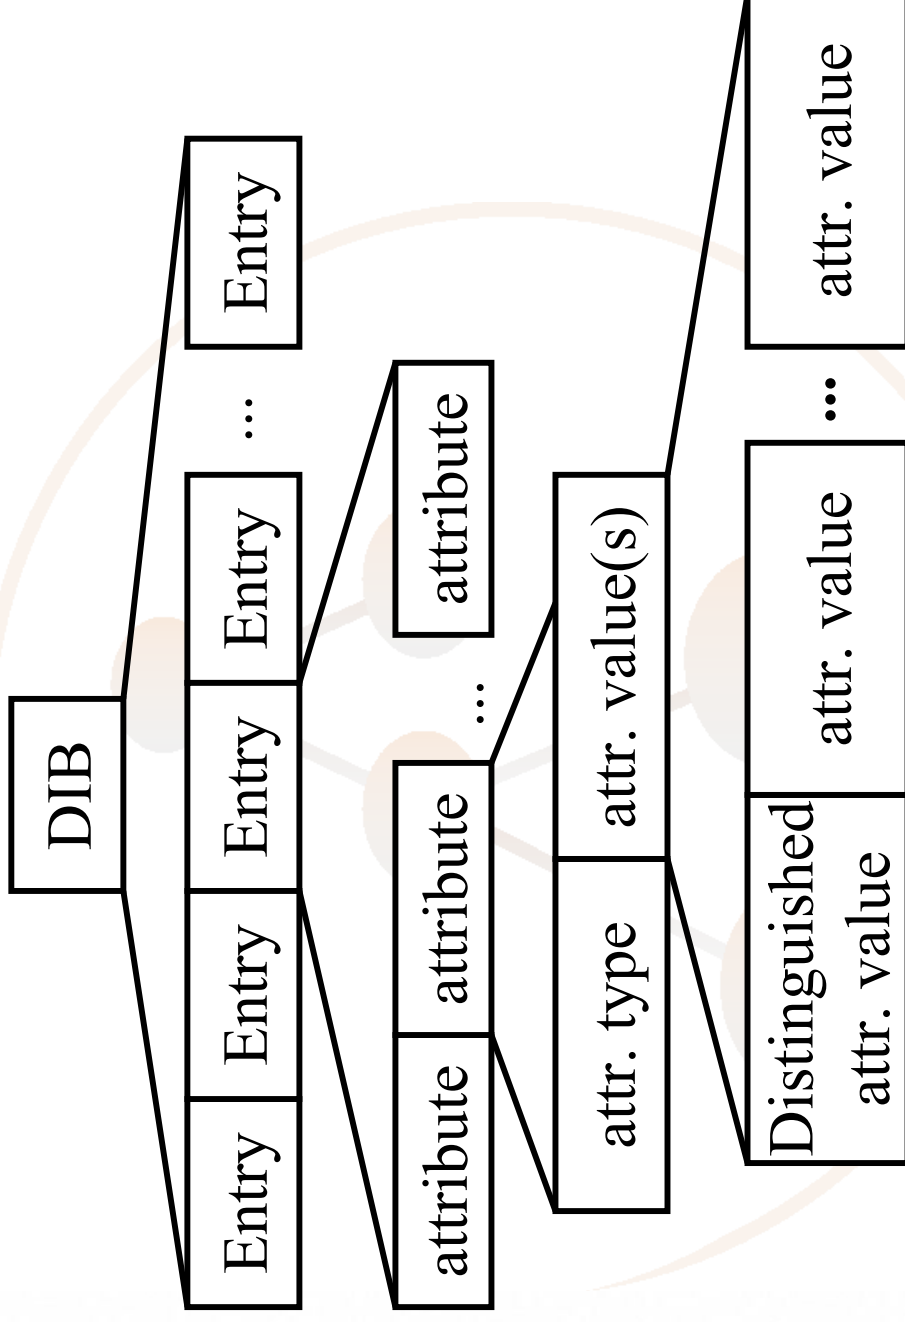 DIB
Entry Entry Entry Entry ... Entry
attribute attribute ... attribute
attr. type attr. value(s)
Distinguished
attr. value
attr. value ... attr. value